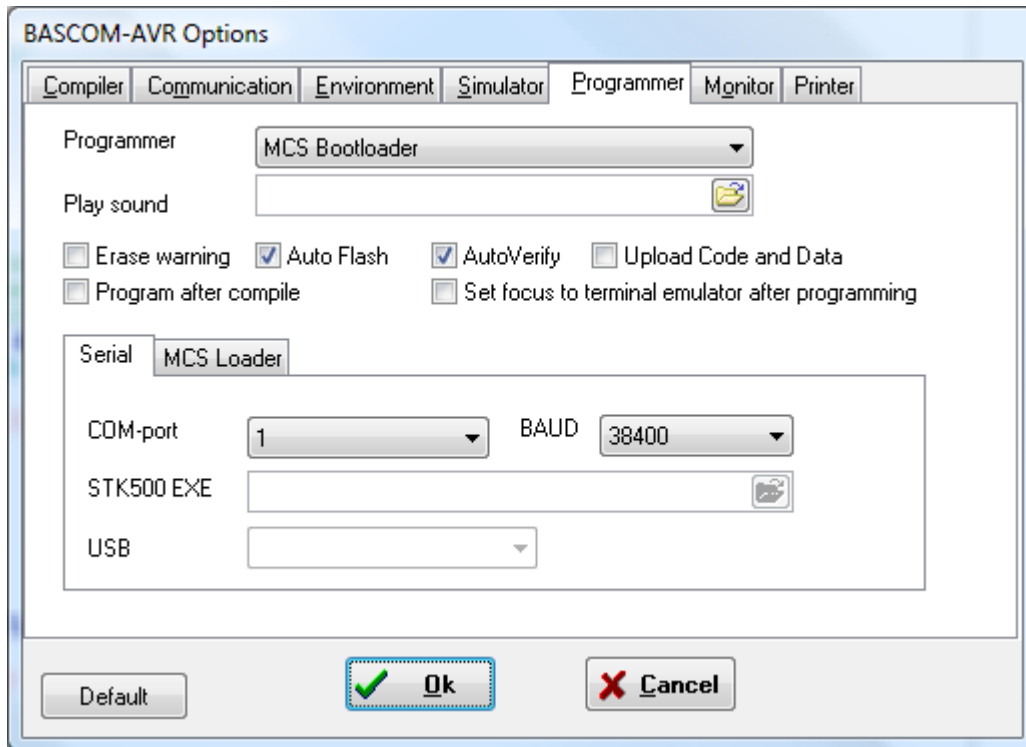 BASCOM-AVR Options
Compiler Communication Environment Simulator Programmer Monitor Printer
Programmer MCS Bootloader
Play sound
Erase warning Auto Flash AutoVerify Upload Code and Data
Program after compile Set focus to terminal emulator after programming
Serial MCS Loader
COM-port 1 BAUD 38400
STK500 EXE
USB
Default Ok Cancel